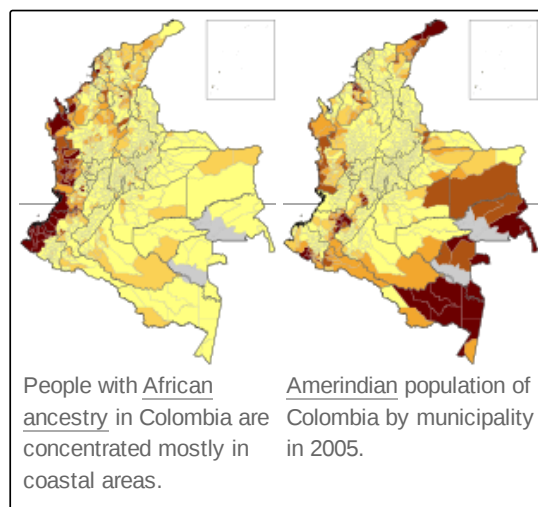 People with African
ancestry in Colombia are
concentrated mostly in
coastal areas.
Amerindian population of
Colombia by municipality
in 2005.